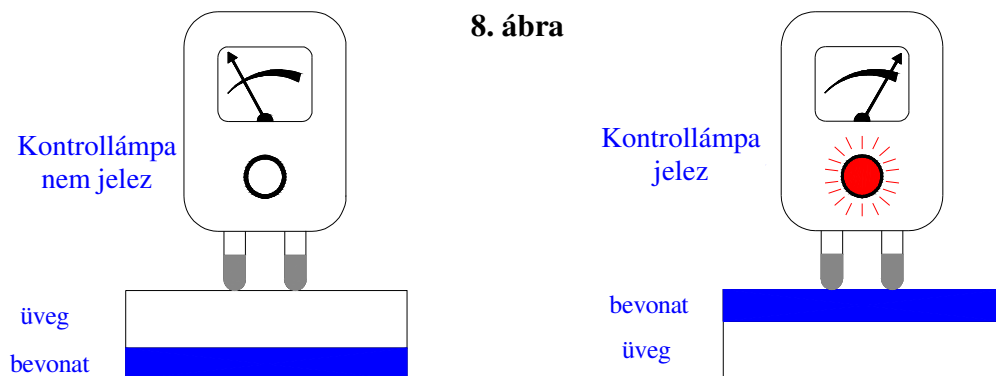 8. ábra
Kontrollámpa
nem jelez
üveg
bevonat
Kontrollámpa
jelez
bevonat
üveg